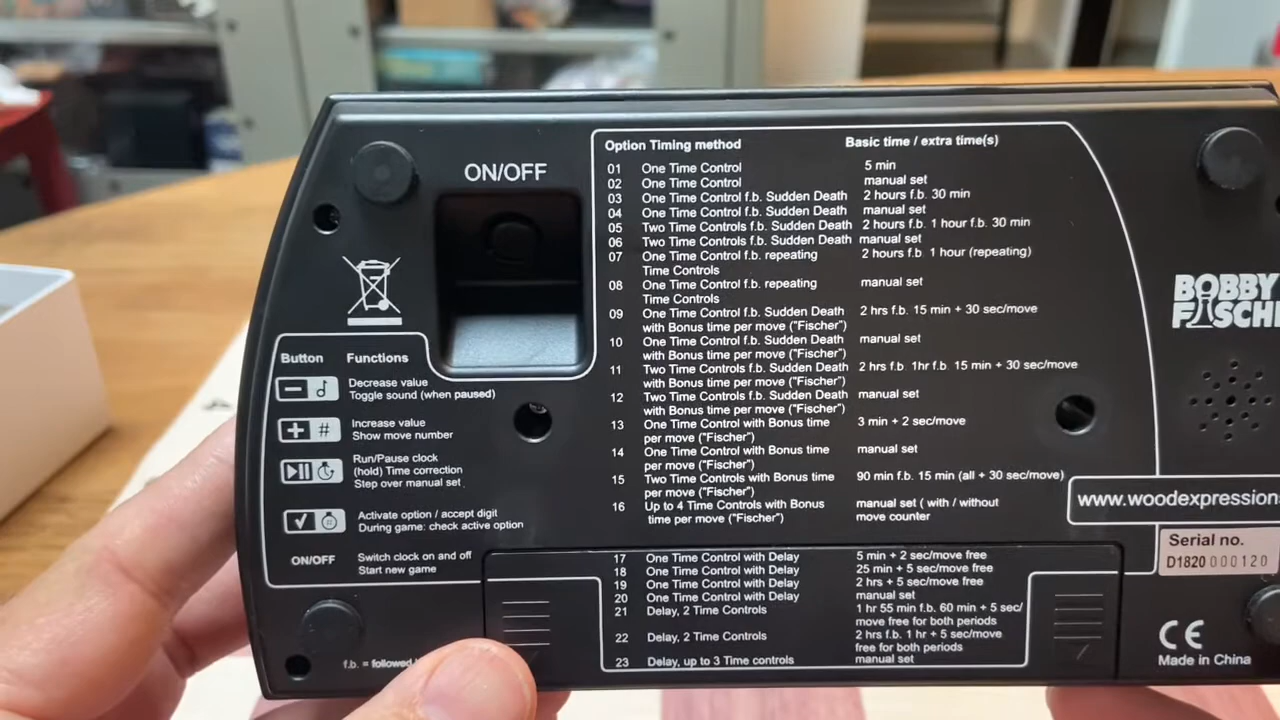 ON/OFF
Option Timing method Basic time / extra time(s)
01 One Time Control 5 min
02 One Time Control manual set
03 One Time Control f.b. Sudden Death 2 hours f.b. 30 min
04 One Time Control f.b. Sudden Death manual set
05 Two Time Controls f.b. Sudden Death 2 hours f.b. 1 hour f.b. 30 min
06 Two Time Controls f.b. Sudden Death manual set
07 One Time Control f.b. repeating 2 hours f.b. 1 hour (repeating)
Time Controls
08 One Time Control f.b. repeating manual set
Time Controls
09 One Time Control f.b. Sudden Death 2 hrs f.b. 15 min + 30 sec/move
with Bonus time per move ("Fischer")
10 One Time Control f.b. Sudden Death manual set
with Bonus time per move ("Fischer")
11 Two Time Controls f.b. Sudden Death 2 hrs f.b. 1hr f.b. 15 min + 30 sec/move
with Bonus time per move ("Fischer")
12 Two Time Controls f.b. Sudden Death manual set
with Bonus time per move ("Fischer")
13 One Time Control with Bonus time 3 min + 2 sec/move
per move ("Fischer")
14 One Time Control with Bonus time manual set
per move ("Fischer")
15 Two Time Controls with Bonus time 90 min f.b. 15 min (all + 30 sec/move)
per move ("Fischer")
16 Up to 4 Time Controls with Bonus manual set ( with / without
time per move ("Fischer") move counter
17 One Time Control with Delay 5 min + 2 sec/move free
18 One Time Control with Delay 25 min + 5 sec/move free
19 One Time Control with Delay 2 hrs + 5 sec/move free
20 One Time Control with Delay manual set
21 Delay, 2 Time Controls 1 hr 55 min f.b. 60 min + 5 sec/
move free for both periods
22 Delay, 2 Time Controls 2 hrs f.b. 1 hr + 5 sec/move
free for both periods
23 Delay, up to 3 Time controls manual set
Button Functions
Decrease value
Toggle sound (when paused)
+ # Increase value
Show move number
Run/Pause clock
(hold) Time correction
Step over manual set
Activate option / accept digit
During game: check active option
ON/OFF Switch clock on and off
Start new game
f.b. = followed
BOBBY
FISCH
www.woodexpression
Serial no.
D1820 000120
CE
Made in China